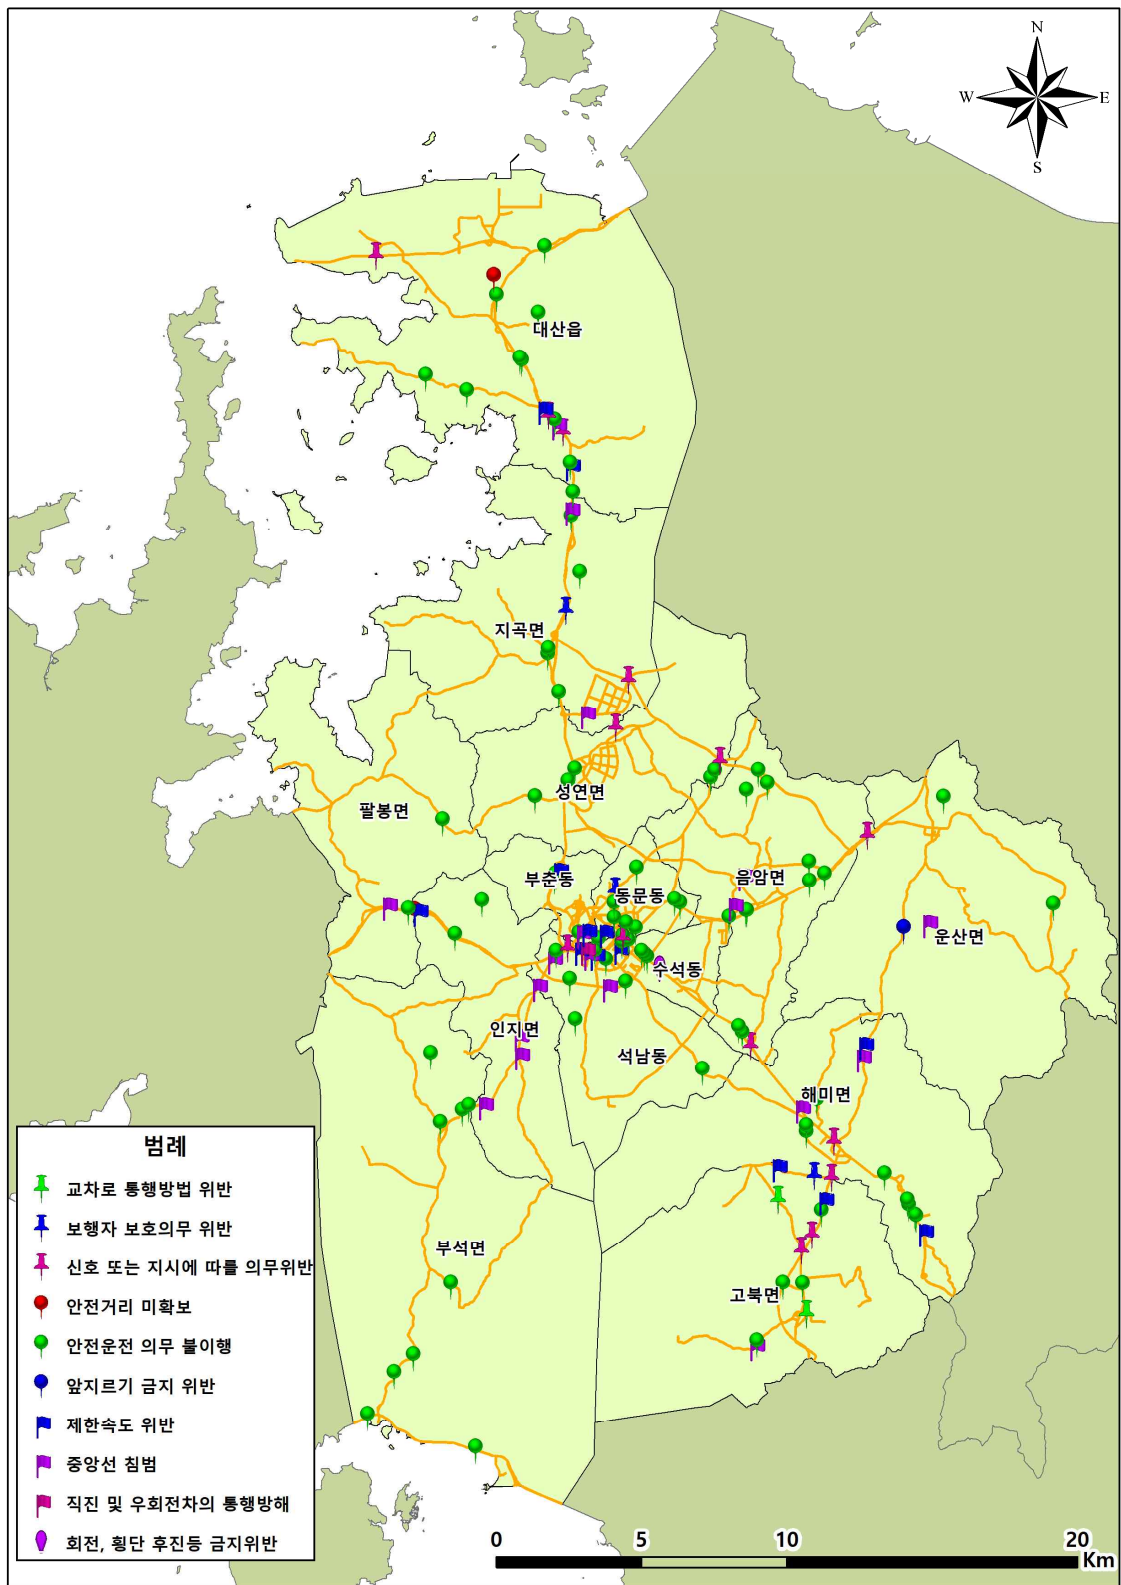 N
W
E
S
대산읍
지곡면
성연면
팔봉면
부춘동
동문동
음암면
운산면
수석동
인지면
석남동
해미면
부석면
고북면
범례
교차로 통행방법 위반
보행자 보호의무 위반
신호 또는 지시에 따를 의무위반
안전거리 미확보
안전운전 의무 불이행
앞지르기 금지 위반
제한속도 위반
중앙선 침범
직진 및 우회전차의 통행방해
회전, 횡단 후진등 금지위반
0 5 10 20
Km